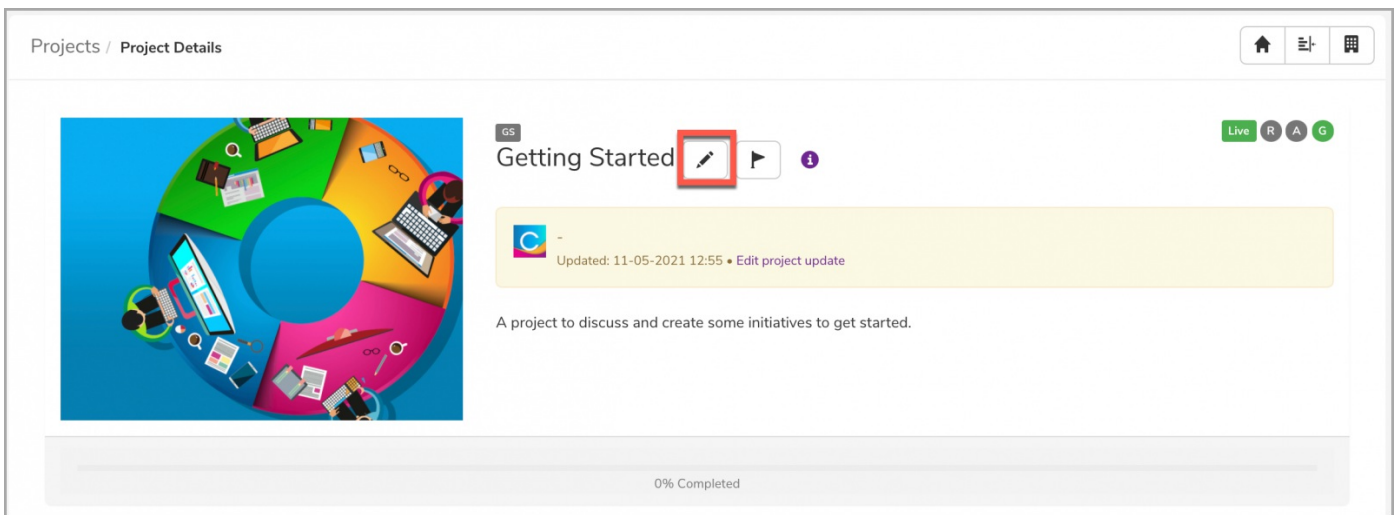 Projects / Project Details
GS
Live R A G
Getting Started
-
Updated: 11-05-2021 12:55 • Edit project update
A project to discuss and create some initiatives to get started.
0% Completed